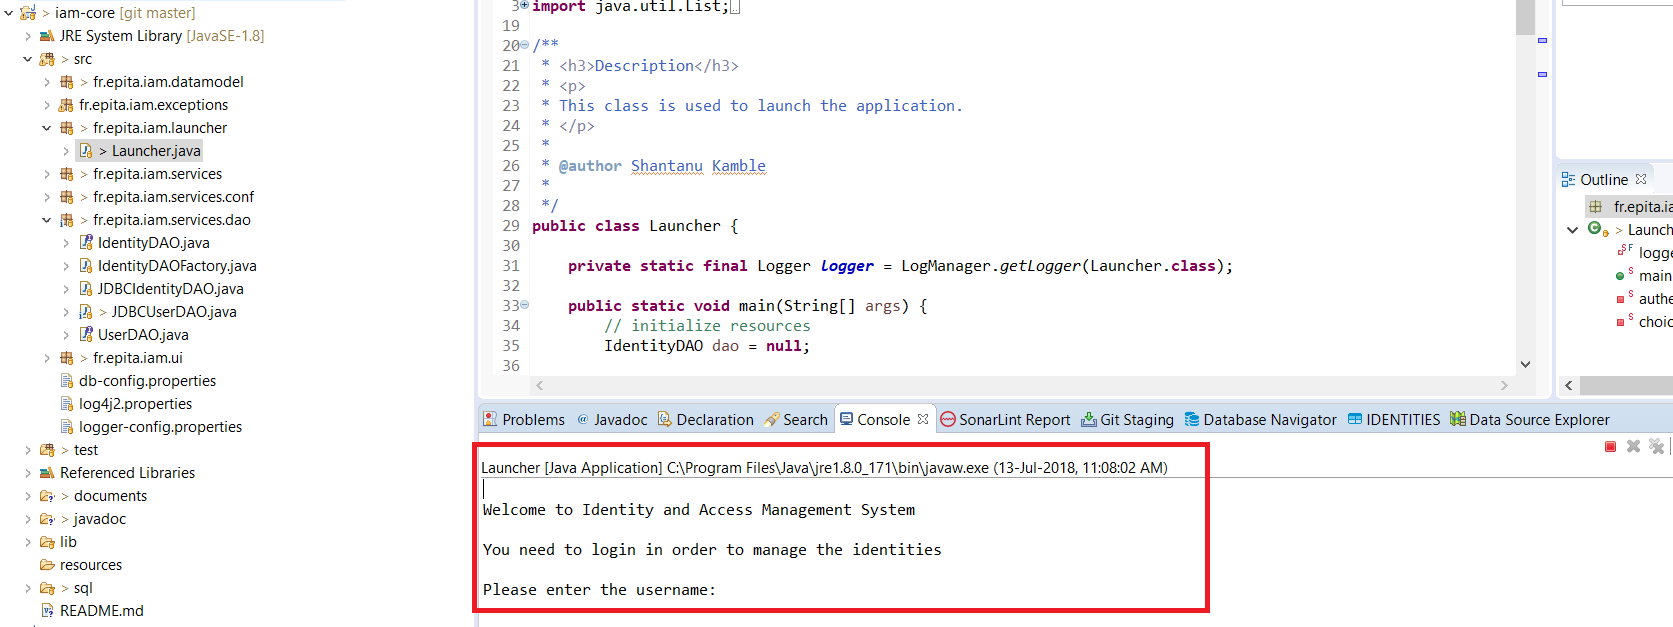 > iam-core [git master]
> JRE System Library [JavaSE-1.8]
> src
> fr.epita.iam.datamodel
fr.epita.iam.exceptions
> fr.epita.iam.launcher
> Launcher.java
> fr.epita.iam.services
> fr.epita.iam.services.conf
> fr.epita.iam.services.dao
IdentityDAO.java
IdentityDAOFactory.java
JDBCIdentityDAO.java
> JDBCUserDAO.java
UserDAO.java
> fr.epita.iam.ui
db-config.properties
log4j2.properties
logger-config.properties
> test
Referenced Libraries
> documents
> javadoc
lib
resources
> sql
README.md
3 import java.util.List;
19
20 /**
21 * <h3>Description</h3>
22 * <p>
23 * This class is used to launch the application.
24 * </p>
25 *
26 * @author Shantanu Kamble
27 *
28 */
29 public class Launcher {
30
31 private static final Logger logger = LogManager.getLogger(Launcher.class);
32
33 public static void main(String[] args) {
34 // initialize resources
35 IdentityDAO dao = null;
36
Outline
fr.epita.ia
> Launch
S F logge
S main
S authe
S choic
Problems @ Javadoc Declaration Search Console SonarLint Report Git Staging Database Navigator IDENTITIES Data Source Explorer
Launcher [Java Application] C:\Program Files\Java\jre1.8.0_171\bin\javaw.exe (13-Jul-2018, 11:08:02 AM)
Welcome to Identity and Access Management System
You need to login in order to manage the identities
Please enter the username: